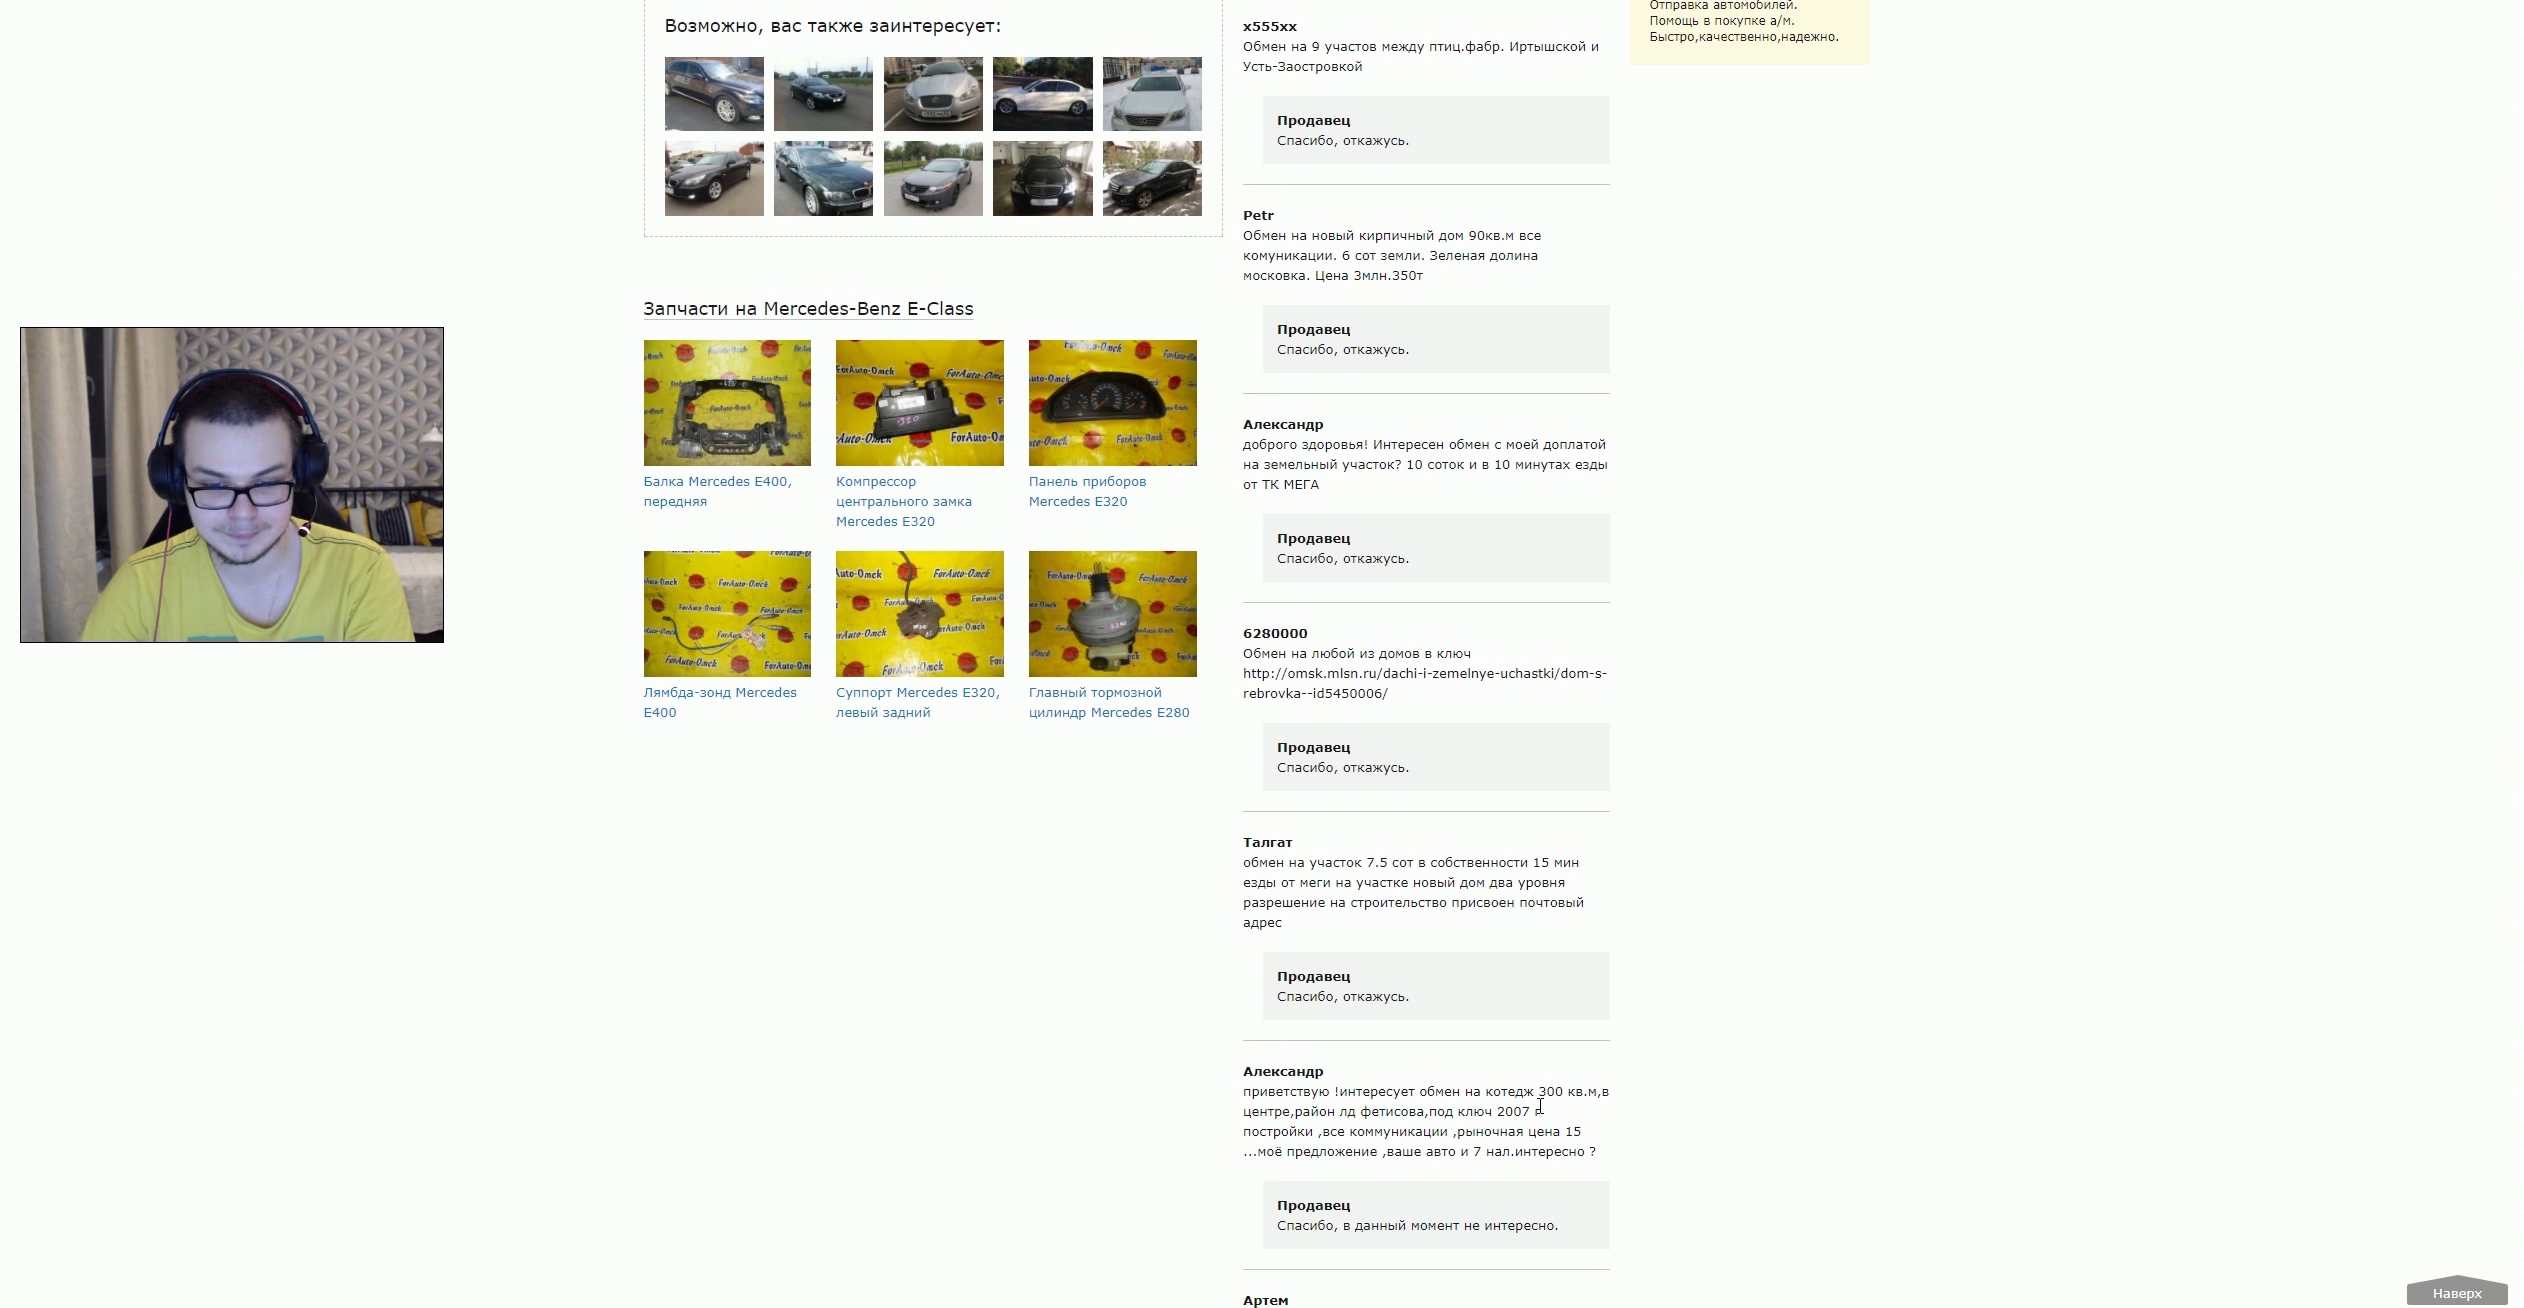 Возможно, вас также заинтересует:
Запчасти на Mercedes-Benz E-Class
Балка Mercedes E400,
передняя
Компрессор
центрального замка
Mercedes E320
Панель приборов
Mercedes E320
Лямбда-зонд Mercedes
E400
Суппорт Mercedes E320,
левый задний
Главный тормозной
цилиндр Mercedes E280
x555xx
Обмен на 9 участов между птиц.фабр. Иртышской и
Усть-Заостровкой
Продавец
Спасибо, откажусь.
Petr
Обмен на новый кирпичный дом 90кв.м все
комуникации. 6 сот земли. Зеленая долина
московка. Цена 3млн.350т
Продавец
Спасибо, откажусь.
Александр
доброго здоровья! Интересен обмен с моей доплатой
на земельный участок? 10 соток и в 10 минутах езды
от ТК МЕГА
Продавец
Спасибо, откажусь.
6280000
Обмен на любой из домов в ключ
http://omsk.mlsn.ru/dachi-i-zemelnye-uchastki/dom-s-
rebrovka--id5450006/
Продавец
Спасибо, откажусь.
Талгат
обмен на участок 7.5 сот в собственности 15 мин
езды от меги на участке новый дом два уровня
разрешение на строительство присвоен почтовый
адрес
Продавец
Спасибо, откажусь.
Александр
приветствую !интересует обмен на котедж 300 кв.м,в
центре,район лд фетисова,под ключ 2007 г
постройки ,все коммуникации ,рыночная цена 15
...моё предложение ,ваше авто и 7 нал.интересно ?
Продавец
Спасибо, в данный момент не интересно.
Артем
Отправка автомобилей.
Помощь в покупке а/м.
Быстро,качественно,надежно.
Наверх